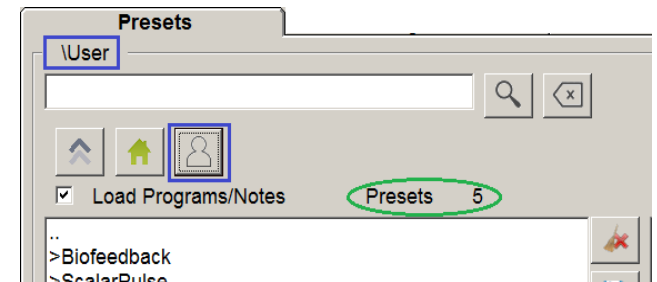 Presets
\User
Load Programs/Notes Presets 5
..
>Biofeedback
>ScalarPulse